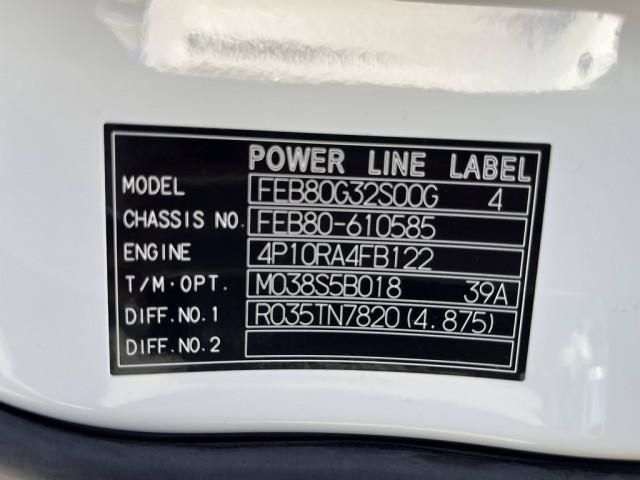 POWER LINE LABEL
MODEL FEB80G32S00G 4
CHASSIS NO. FEB80-610585
ENGINE 4P10RA4FB122
T/M·OPT. M038S5B018 39A
DIFF.NO.1 R035TN7820(4.875)
DIFF.NO.2